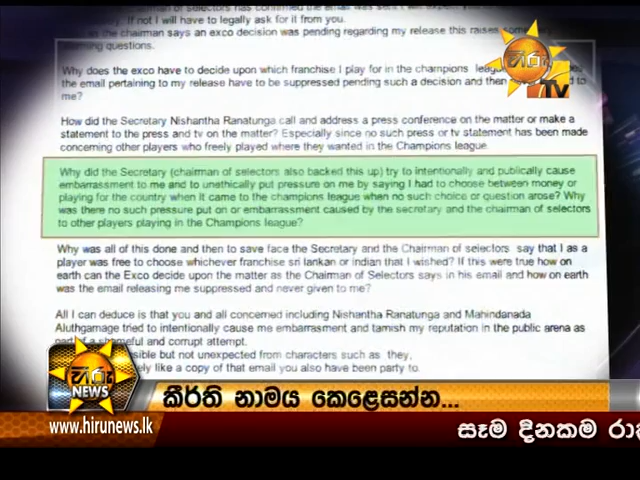 chairman of selectors has confirmed the email was sent I will
. If not I will have to legally ask for it from you.
the chairman says an exco decision was pending regarding my release this raises
questions.
Why does the exco have to decide upon which franchise I play for in the champions
the email pertaining to my release have to be suppressed pending such a decision and then to
me?
How did the Secretary Nishantha Ranatunga call and address a press conference on the matter or make a
statement to the press and tv on the matter? Especially since no such press or tv statement has been made
concerning other players who freely played where they wanted in the Champions league
Why did the Secretary (chairman of selectors also backed this up) try to intentionally and publically cause
embarrassment to me and to unethically put pressure on me by saying I had to choose between money or
playing for the country when it came to the champions league when no such choice or question arose? Why
was there no such pressure put on or embarrassment caused by the secretary and the chairman of selectors
to other players playing in the Champions league?
Why was all of this done and then to save face the Secretary and the Chairman of selectors say that I as a
player was free to choose whichever franchise sri lankan or indian that I wished? If this were true how on
earth can the Exco decide upon the matter as the Chairman of Selectors says in his email and how on earth
was the email releasing me suppressed and never given to me?
All I can deduce is that you and all concerned including Nishantha Ranatunga and Mahindanada
Aluthgamage tried to intentionally cause me embarrassment and tarnish my reputation in the public arena as
part of a shameful and corrupt attempt.
but not unexpected from characters such as they,
like a copy of that email you also have been party to.
හිරු
TV
හිරු
NEWS
කීර්ති නාමය කෙළෙසන්න...
www.hirunews.lk
සෑම දිනකම